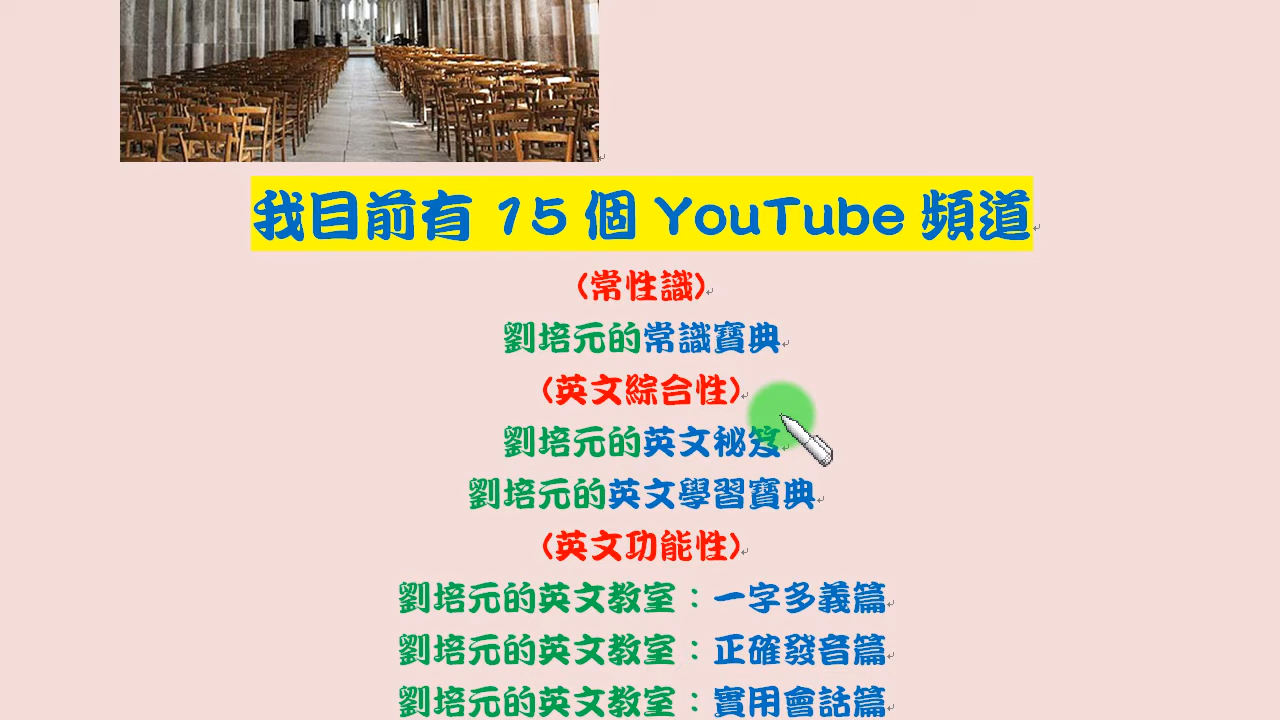 我目前有 15 個 YouTube 頻道
(常性識)
劉培元的常識寶典
(英文綜合性)
劉培元的英文秘笈
劉培元的英文學習寶典
(英文功能性)
劉培元的英文教室：一字多義篇
劉培元的英文教室：正確發音篇
劉培元的英文教室：實用會話篇